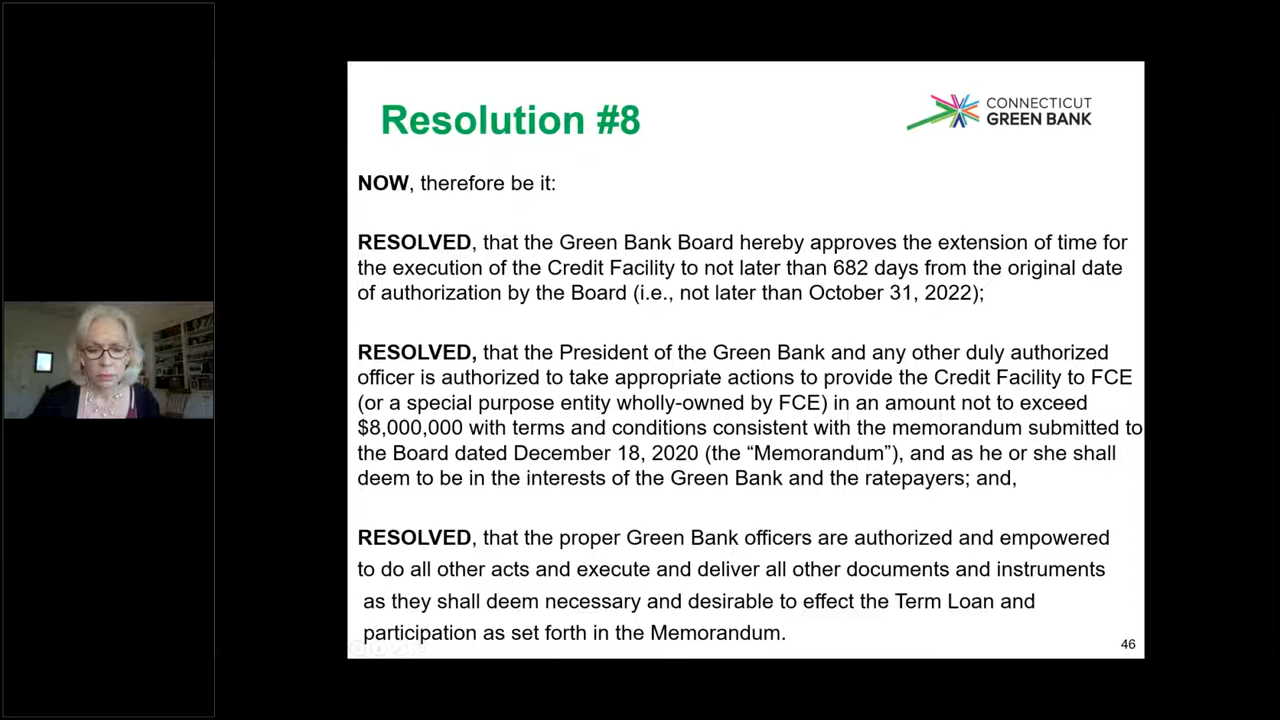 Resolution #8
CONNECTICUT
GREEN BANK
NOW, therefore be it:
RESOLVED, that the Green Bank Board hereby approves the extension of time for
the execution of the Credit Facility to not later than 682 days from the original date
of authorization by the Board (i.e., not later than October 31, 2022);
RESOLVED, that the President of the Green Bank and any other duly authorized
officer is authorized to take appropriate actions to provide the Credit Facility to FCE
(or a special purpose entity wholly-owned by FCE) in an amount not to exceed
$8,000,000 with terms and conditions consistent with the memorandum submitted to
the Board dated December 18, 2020 (the “Memorandum”), and as he or she shall
deem to be in the interests of the Green Bank and the ratepayers; and,
RESOLVED, that the proper Green Bank officers are authorized and empowered
to do all other acts and execute and deliver all other documents and instruments
as they shall deem necessary and desirable to effect the Term Loan and
participation as set forth in the Memorandum.
46